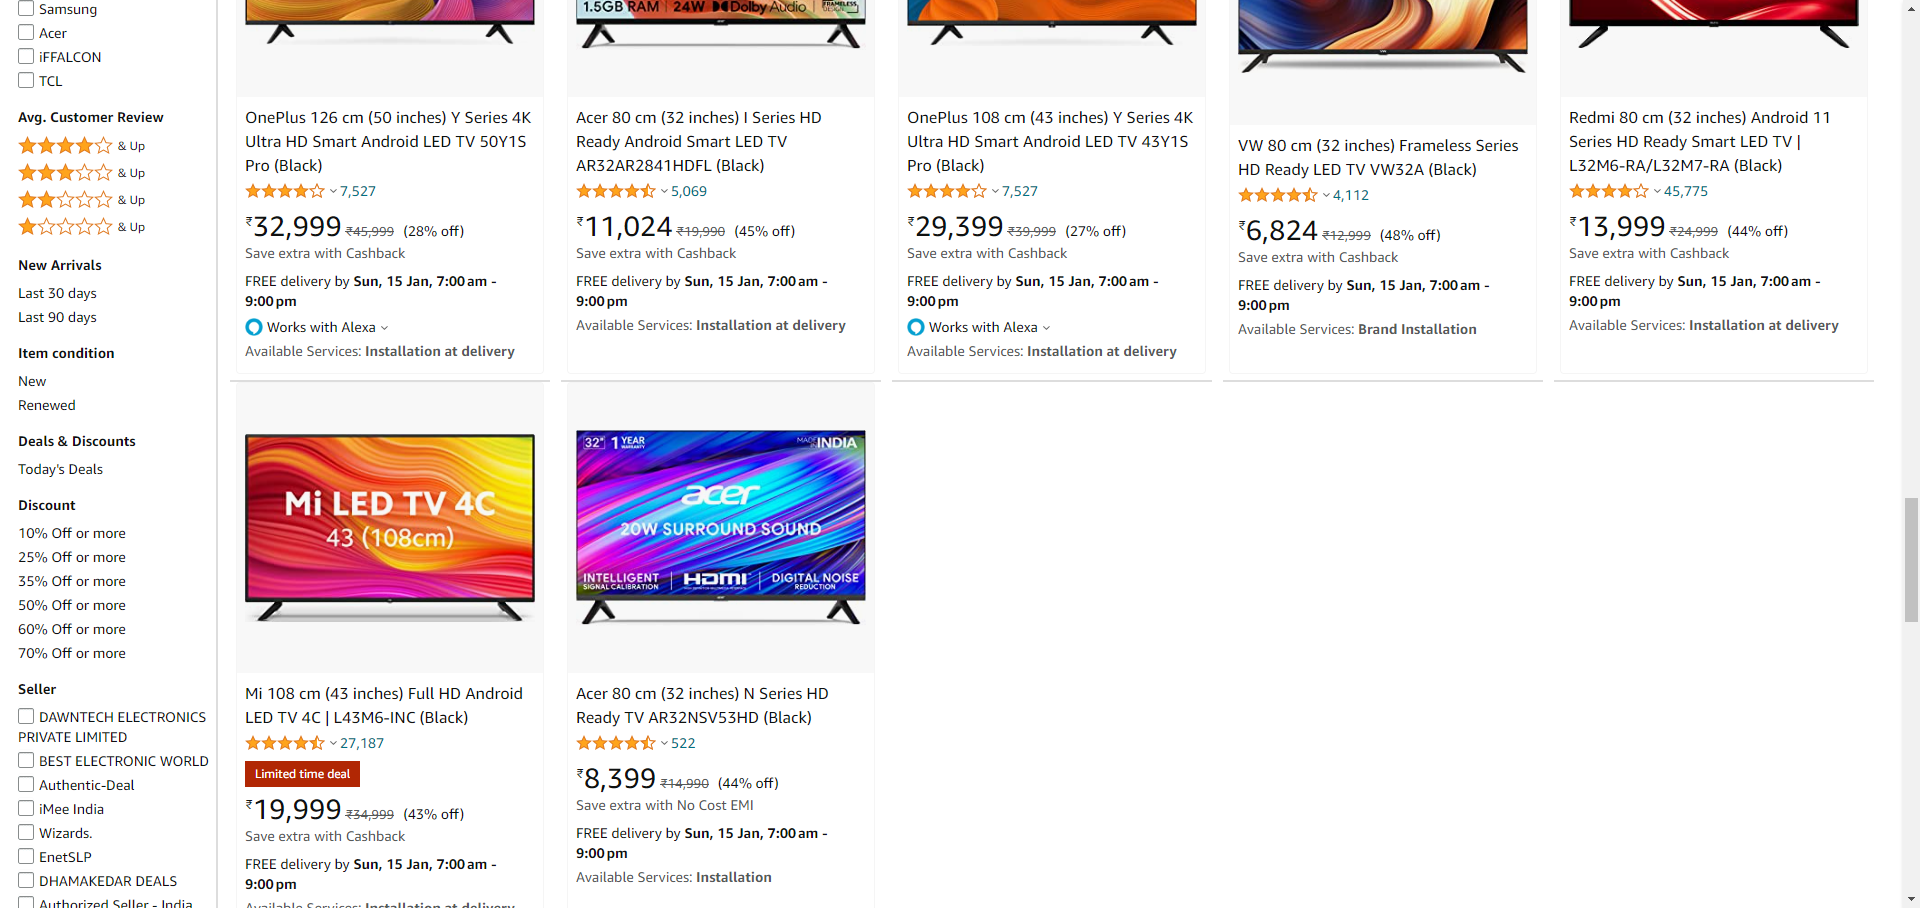 Samsung
Acer
iFFALCON
TCL
Avg. Customer Review
& Up
& Up
& Up
& Up
New Arrivals
Last 30 days
Last 90 days
Item condition
New
Renewed
Deals & Discounts
Today's Deals
Discount
10% Off or more
25% Off or more
35% Off or more
50% Off or more
60% Off or more
70% Off or more
Seller
DAWNTECH ELECTRONICS
PRIVATE LIMITED
BEST ELECTRONIC WORLD
Authentic-Deal
iMee India
Wizards.
EnetSLP
DHAMAKEDAR DEALS
Authorized Seller - India
OnePlus 126 cm (50 inches) Y Series 4K
Ultra HD Smart Android LED TV 50Y1S
Pro (Black)
7,527
₹32,999 ₹45,999 (28% off)
Save extra with Cashback
FREE delivery by Sun, 15 Jan, 7:00 am -
9:00 pm
Works with Alexa
Available Services: Installation at delivery
1.5GB RAM | 24W Dolby Audio | FRAMELESS DESIGN
Acer 80 cm (32 inches) I Series HD
Ready Android Smart LED TV
AR32AR2841HDFL (Black)
5,069
₹11,024 ₹19,990 (45% off)
Save extra with Cashback
FREE delivery by Sun, 15 Jan, 7:00 am -
9:00 pm
Available Services: Installation at delivery
OnePlus 108 cm (43 inches) Y Series 4K
Ultra HD Smart Android LED TV 43Y1S
Pro (Black)
7,527
₹29,399 ₹39,999 (27% off)
Save extra with Cashback
FREE delivery by Sun, 15 Jan, 7:00 am -
9:00 pm
Works with Alexa
Available Services: Installation at delivery
VW 80 cm (32 inches) Frameless Series
HD Ready LED TV VW32A (Black)
4,112
₹6,824 ₹12,999 (48% off)
Save extra with Cashback
FREE delivery by Sun, 15 Jan, 7:00 am -
9:00 pm
Available Services: Brand Installation
Redmi 80 cm (32 inches) Android 11
Series HD Ready Smart LED TV |
L32M6-RA/L32M7-RA (Black)
45,775
₹13,999 ₹24,999 (44% off)
Save extra with Cashback
FREE delivery by Sun, 15 Jan, 7:00 am -
9:00 pm
Available Services: Installation at delivery
Mi LED TV 4C
43 (108cm)
Mi 108 cm (43 inches) Full HD Android
LED TV 4C | L43M6-INC (Black)
27,187
Limited time deal
₹19,999 ₹34,999 (43% off)
Save extra with Cashback
FREE delivery by Sun, 15 Jan, 7:00 am -
9:00 pm
Available Services: Installation at delivery
32" 1 YEAR WARRANTY MADE IN INDIA
acer
20W SURROUND SOUND
INTELLIGENT | HDMI | DIGITAL NOISE
SIGNAL CALIBRATION REDUCTION
Acer 80 cm (32 inches) N Series HD
Ready TV AR32NSV53HD (Black)
522
₹8,399 ₹14,990 (44% off)
Save extra with No Cost EMI
FREE delivery by Sun, 15 Jan, 7:00 am -
9:00 pm
Available Services: Installation